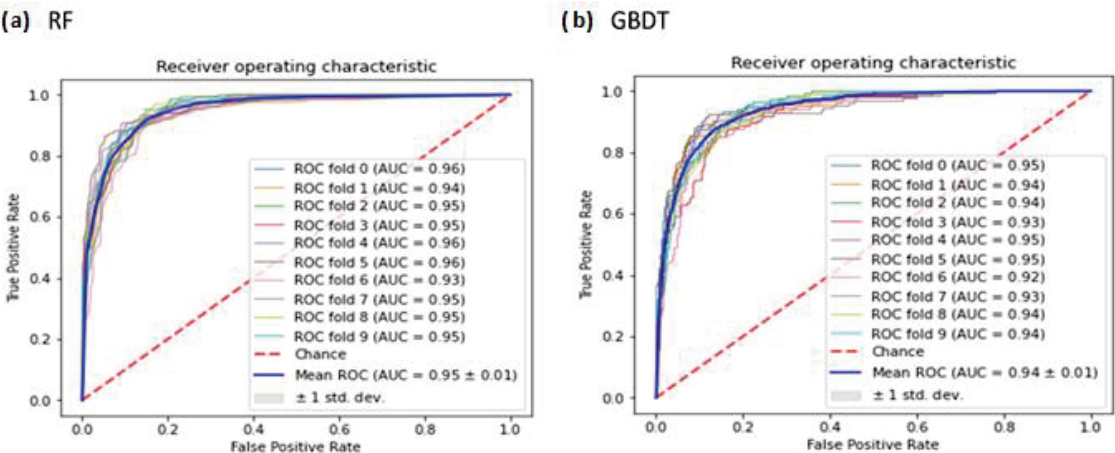 (a) RF
Receiver operating characteristic
True Positive Rate
1.0
0.8
0.6
0.4
0.2
0.0
ROC fold 0 (AUC = 0.96)
ROC fold 1 (AUC = 0.94)
ROC fold 2 (AUC = 0.95)
ROC fold 3 (AUC = 0.95)
ROC fold 4 (AUC = 0.96)
ROC fold 5 (AUC = 0.96)
ROC fold 6 (AUC = 0.93)
ROC fold 7 (AUC = 0.95)
ROC fold 8 (AUC = 0.95)
ROC fold 9 (AUC = 0.95)
Chance
Mean ROC (AUC = 0.95 ± 0.01)
± 1 std. dev.
0.0 0.2 0.4 0.6 0.8 1.0
False Positive Rate
(b) GBDT
Receiver operating characteristic
True Positive Rate
1.0
0.8
0.6
0.4
0.2
0.0
ROC fold 0 (AUC = 0.95)
ROC fold 1 (AUC = 0.94)
ROC fold 2 (AUC = 0.94)
ROC fold 3 (AUC = 0.93)
ROC fold 4 (AUC = 0.95)
ROC fold 5 (AUC = 0.95)
ROC fold 6 (AUC = 0.92)
ROC fold 7 (AUC = 0.93)
ROC fold 8 (AUC = 0.94)
ROC fold 9 (AUC = 0.94)
Chance
Mean ROC (AUC = 0.94 ± 0.01)
± 1 std. dev.
0.0 0.2 0.4 0.6 0.8 1.0
False Positive Rate